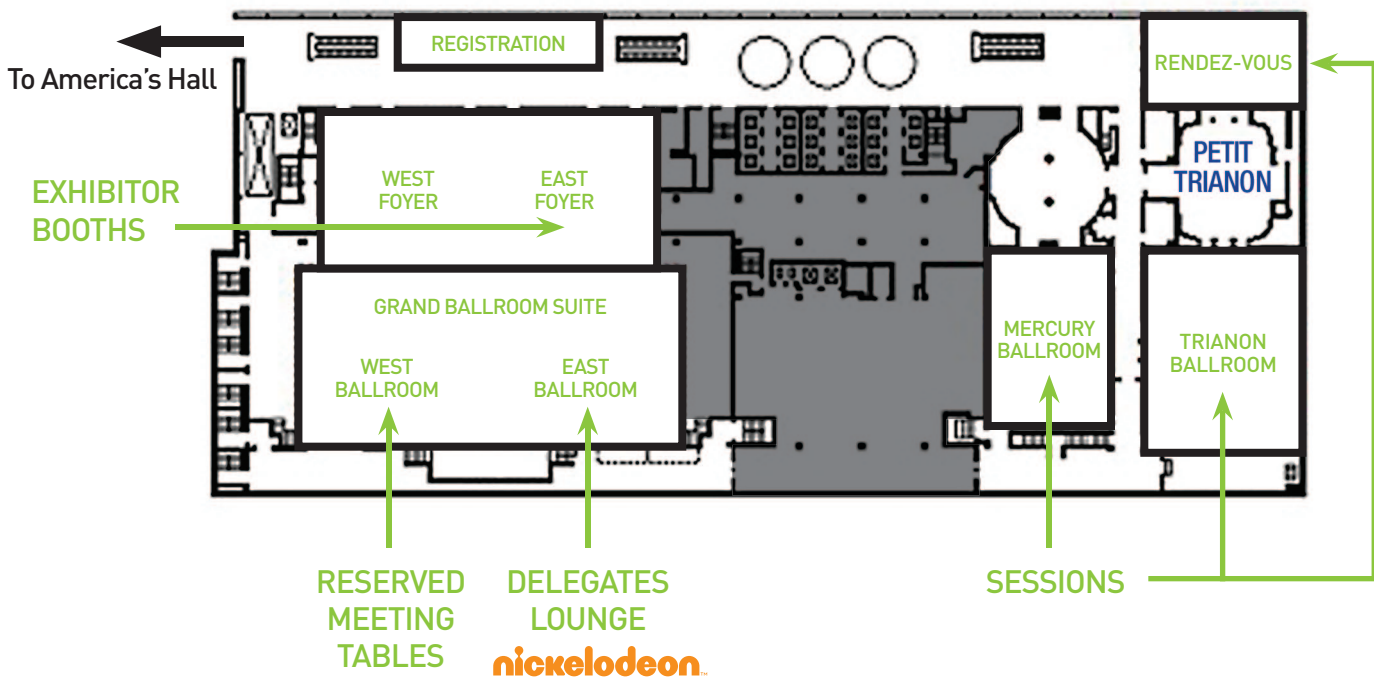 REGISTRATION
To America's Hall
RENDEZ-VOUS
EXHIBITOR
BOOTHS
WEST
FOYER
EAST
FOYER
PETIT
TRIANON
GRAND BALLROOM SUITE
WEST
BALLROOM
EAST
BALLROOM
MERCURY
BALLROOM
TRIANON
BALLROOM
RESERVED
MEETING
TABLES
DELEGATES
LOUNGE
nickelodeon™
SESSIONS